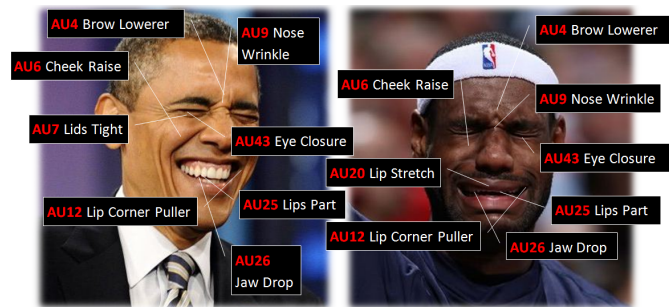 AU4 Brow Lowerer
AU9 Nose
Wrinkle
AU6 Cheek Raise
AU7 Lids Tight
AU43 Eye Closure
AU12 Lip Corner Puller
AU25 Lips Part
AU26
Jaw Drop
AU4 Brow Lowerer
AU6 Cheek Raise
AU9 Nose Wrinkle
AU43 Eye Closure
AU20 Lip Stretch
AU25 Lips Part
AU12 Lip Corner Puller
AU26 Jaw Drop